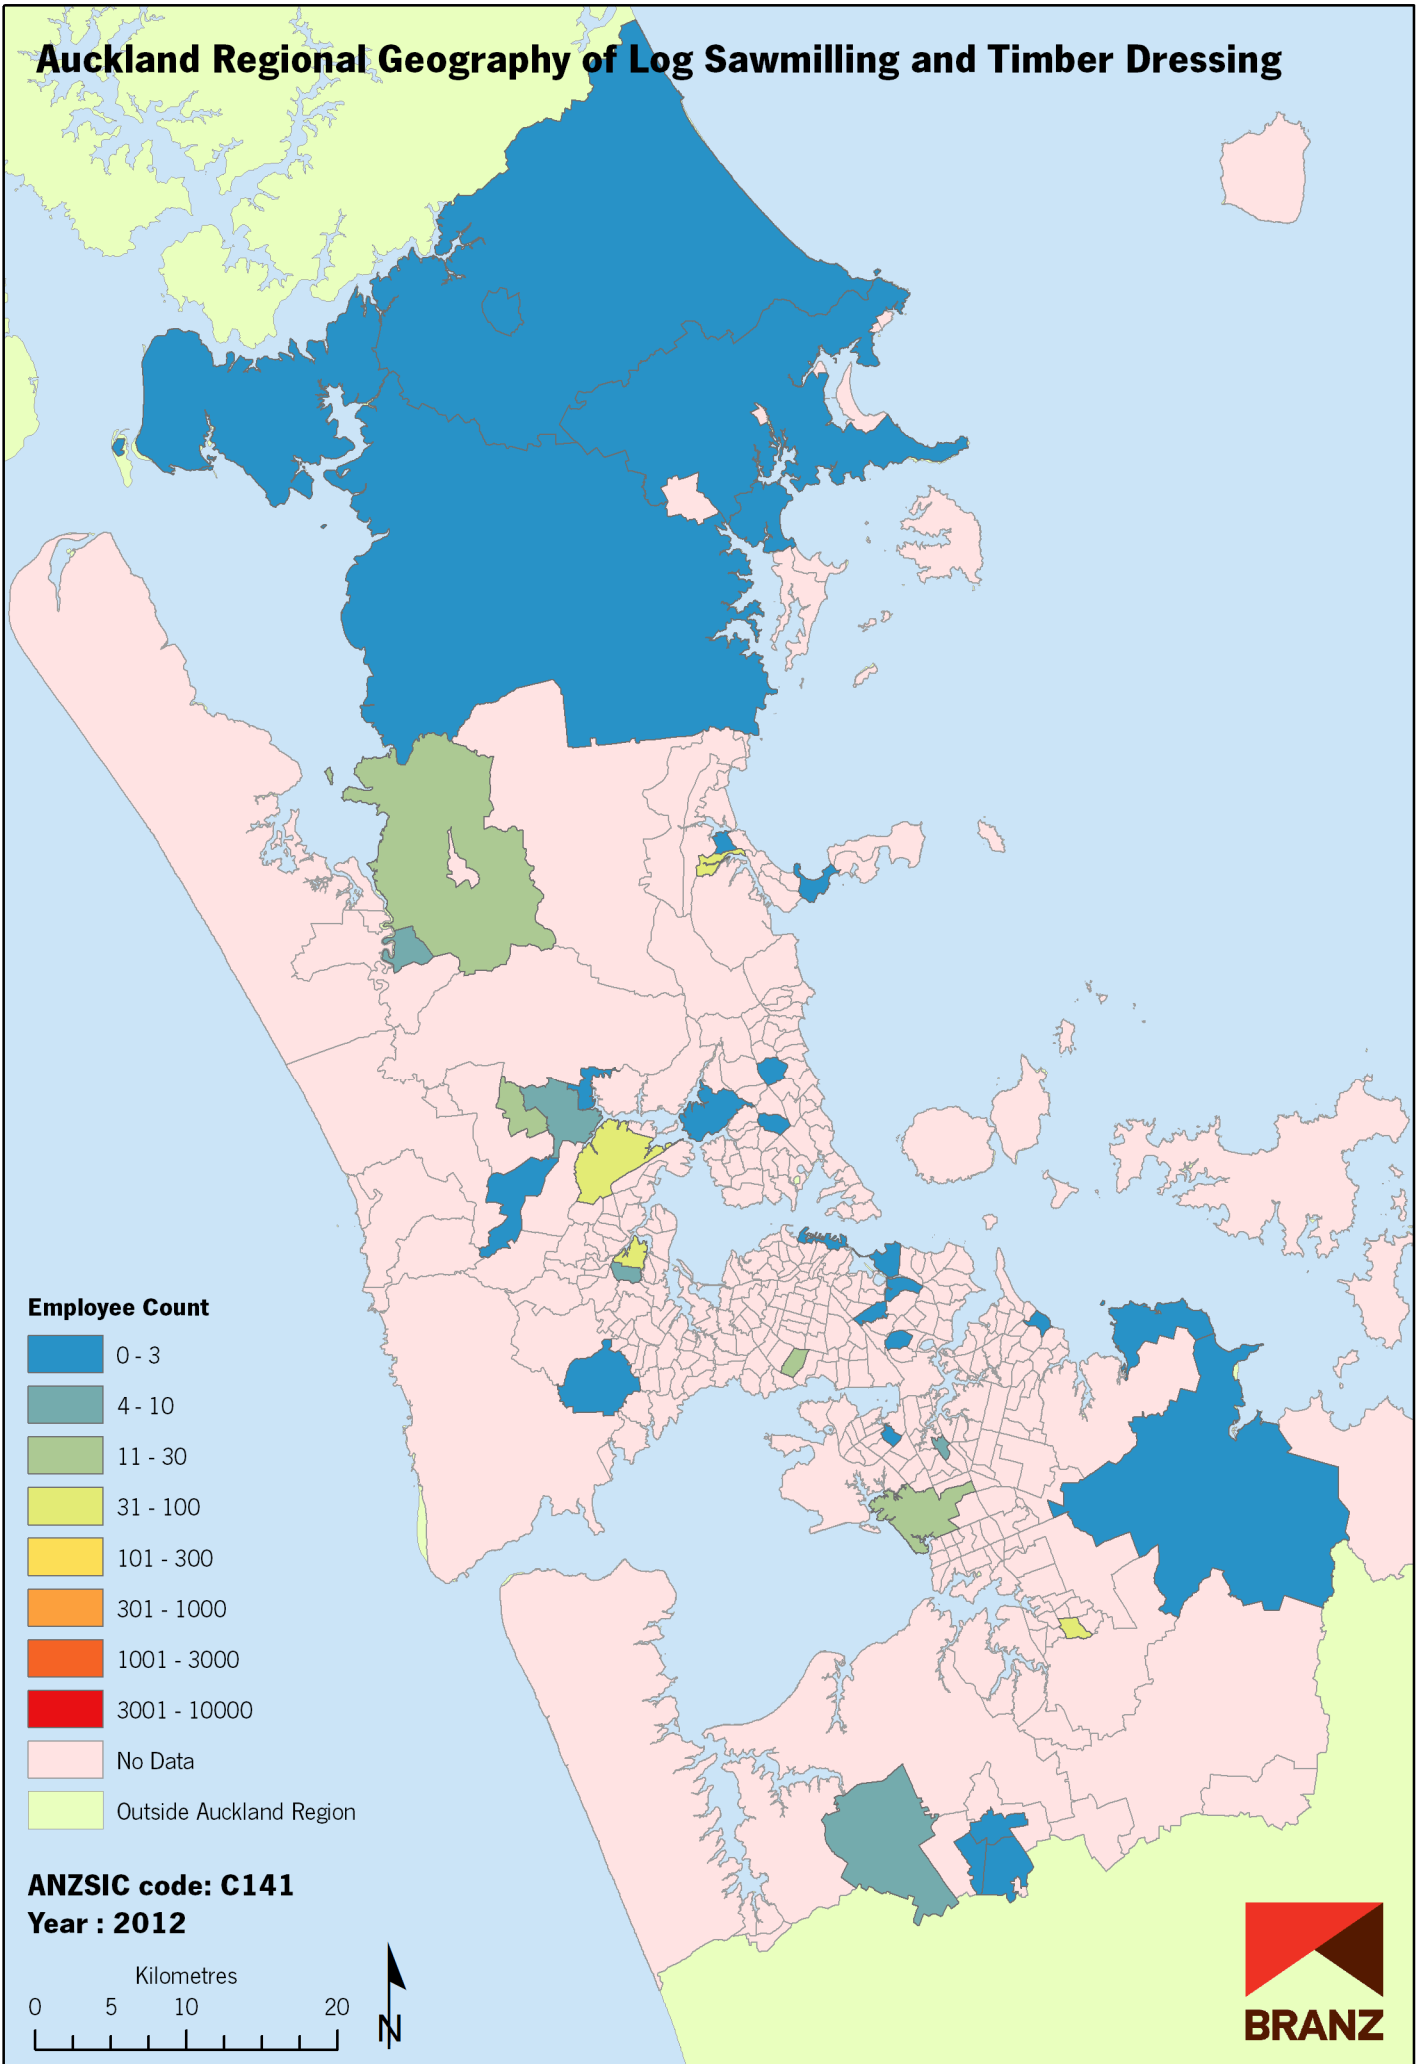 Auckland Regional Geography of Log Sawmilling and Timber Dressing
Employee Count
0 - 3
4 - 10
11 - 30
31 - 100
101 - 300
301 - 1000
1001 - 3000
3001 - 10000
No Data
Outside Auckland Region
ANZSIC code: C141
Year : 2012
Kilometres
0 5 10 20
N
BRANZ